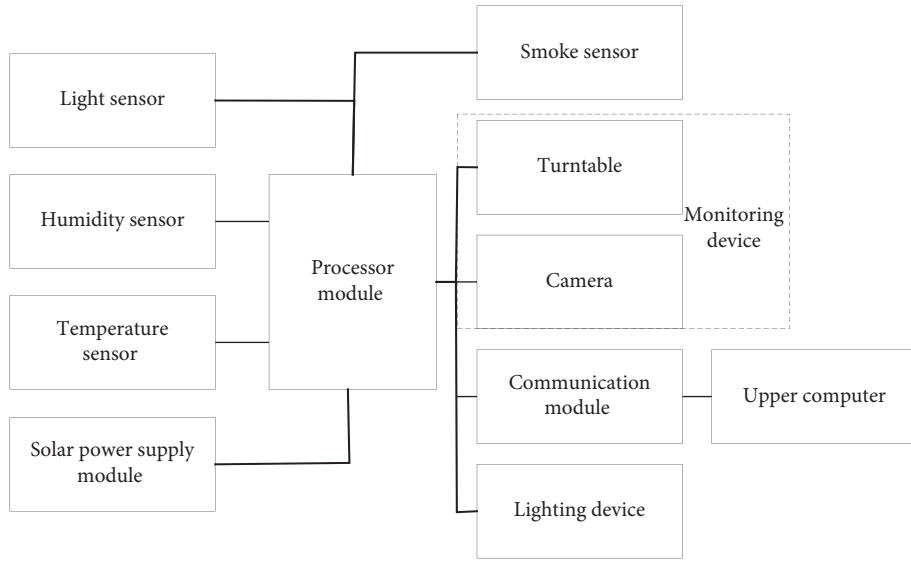 Smoke sensor
Light sensor
Turntable
Humidity sensor
Monitoring
device
Processor
module
Camera
Temperature
sensor
Communication
module
Upper computer
Solar power supply
module
Lighting device